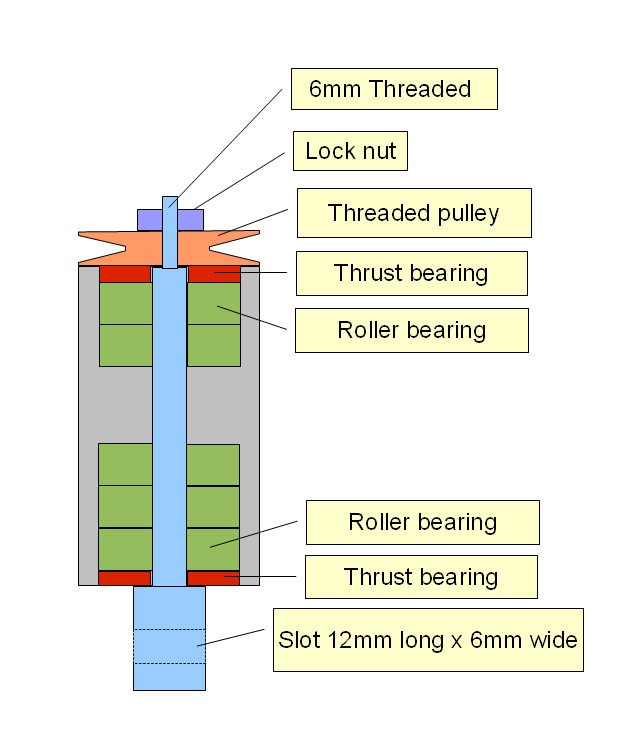 6mm Threaded
Lock nut
Threaded pulley
Thrust bearing
Roller bearing
Roller bearing
Thrust bearing
Slot 12mm long x 6mm wide